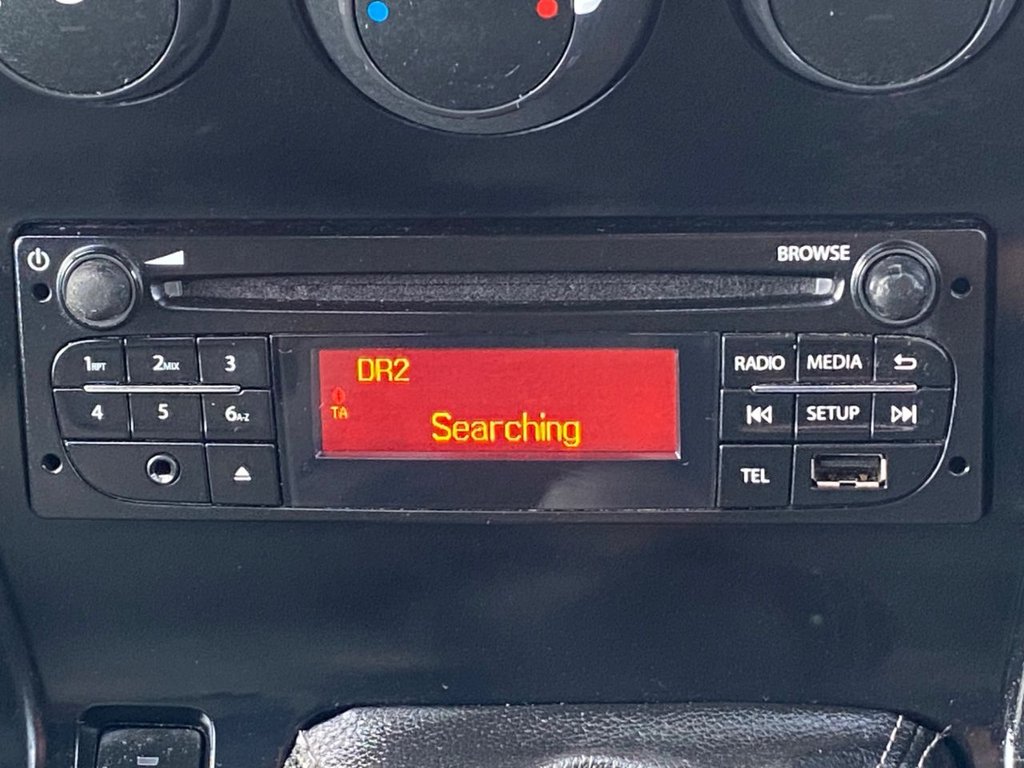 BROWSE
1RPT 2MIX 3
4 5 6A-Z
DR2
TA
Searching
RADIO MEDIA
SETUP
TEL